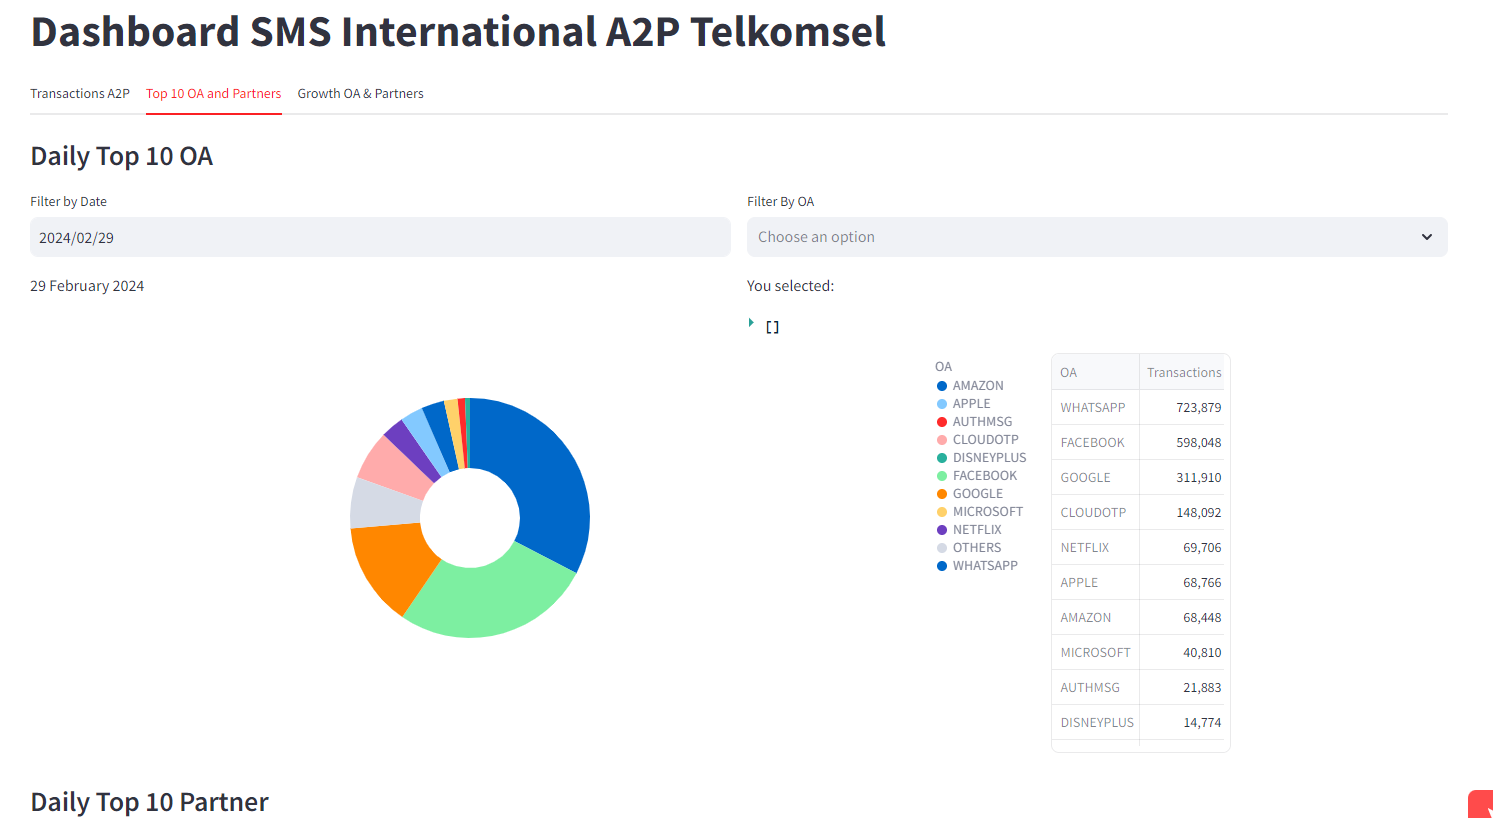 Dashboard SMS International A2P Telkomsel
Transactions A2P Top 10 OA and Partners Growth OA & Partners
Daily Top 10 OA
Filter by Date
2024/02/29
29 February 2024
Filter By OA
Choose an option
You selected:
[]
OA
AMAZON
APPLE
AUTHMSG
CLOUDOTP
DISNEYPLUS
FACEBOOK
GOOGLE
MICROSOFT
NETFLIX
OTHERS
WHATSAPP
OA Transactions
WHATSAPP 723,879
FACEBOOK 598,048
GOOGLE 311,910
CLOUDOTP 148,092
NETFLIX 69,706
APPLE 68,766
AMAZON 68,448
MICROSOFT 40,810
AUTHMSG 21,883
DISNEYPLUS 14,774
Daily Top 10 Partner